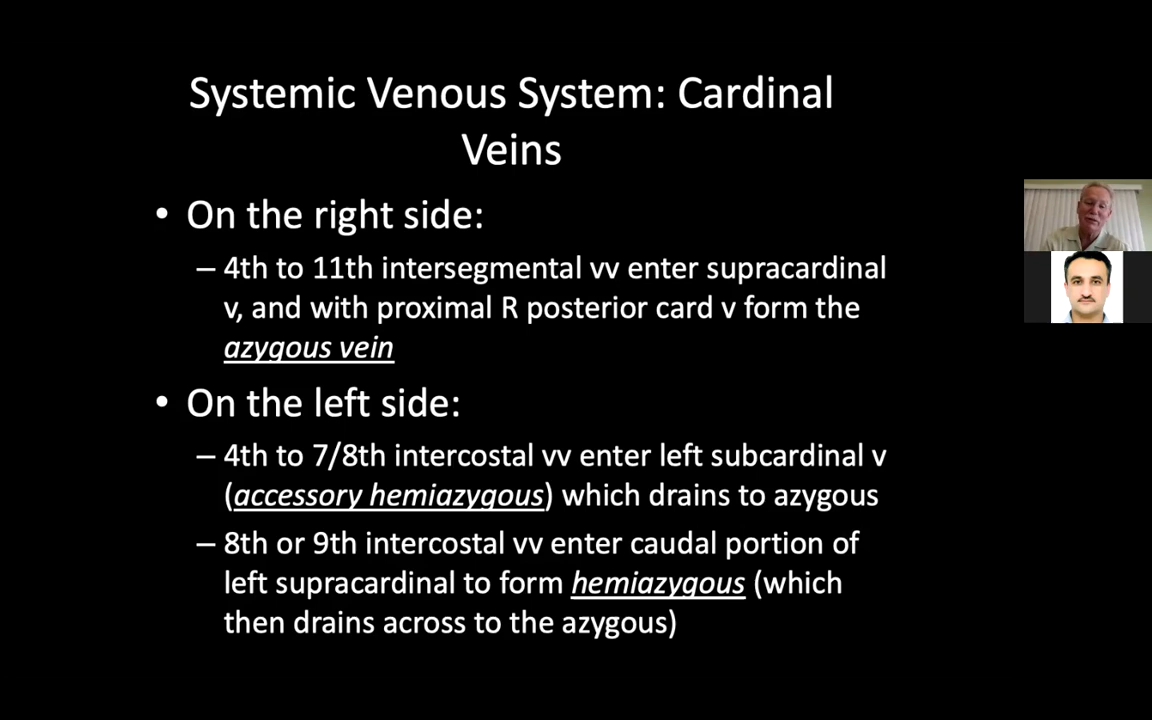 Systemic Venous System: Cardinal
Veins
• On the right side:
– 4th to 11th intersegmental vv enter supracardinal
v, and with proximal R posterior card v form the
azygous vein
• On the left side:
– 4th to 7/8th intercostal vv enter left subcardinal v
(accessory hemiazygous) which drains to azygous
– 8th or 9th intercostal vv enter caudal portion of
left supracardinal to form hemiazygous (which
then drains across to the azygous)